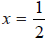 x = 1/2